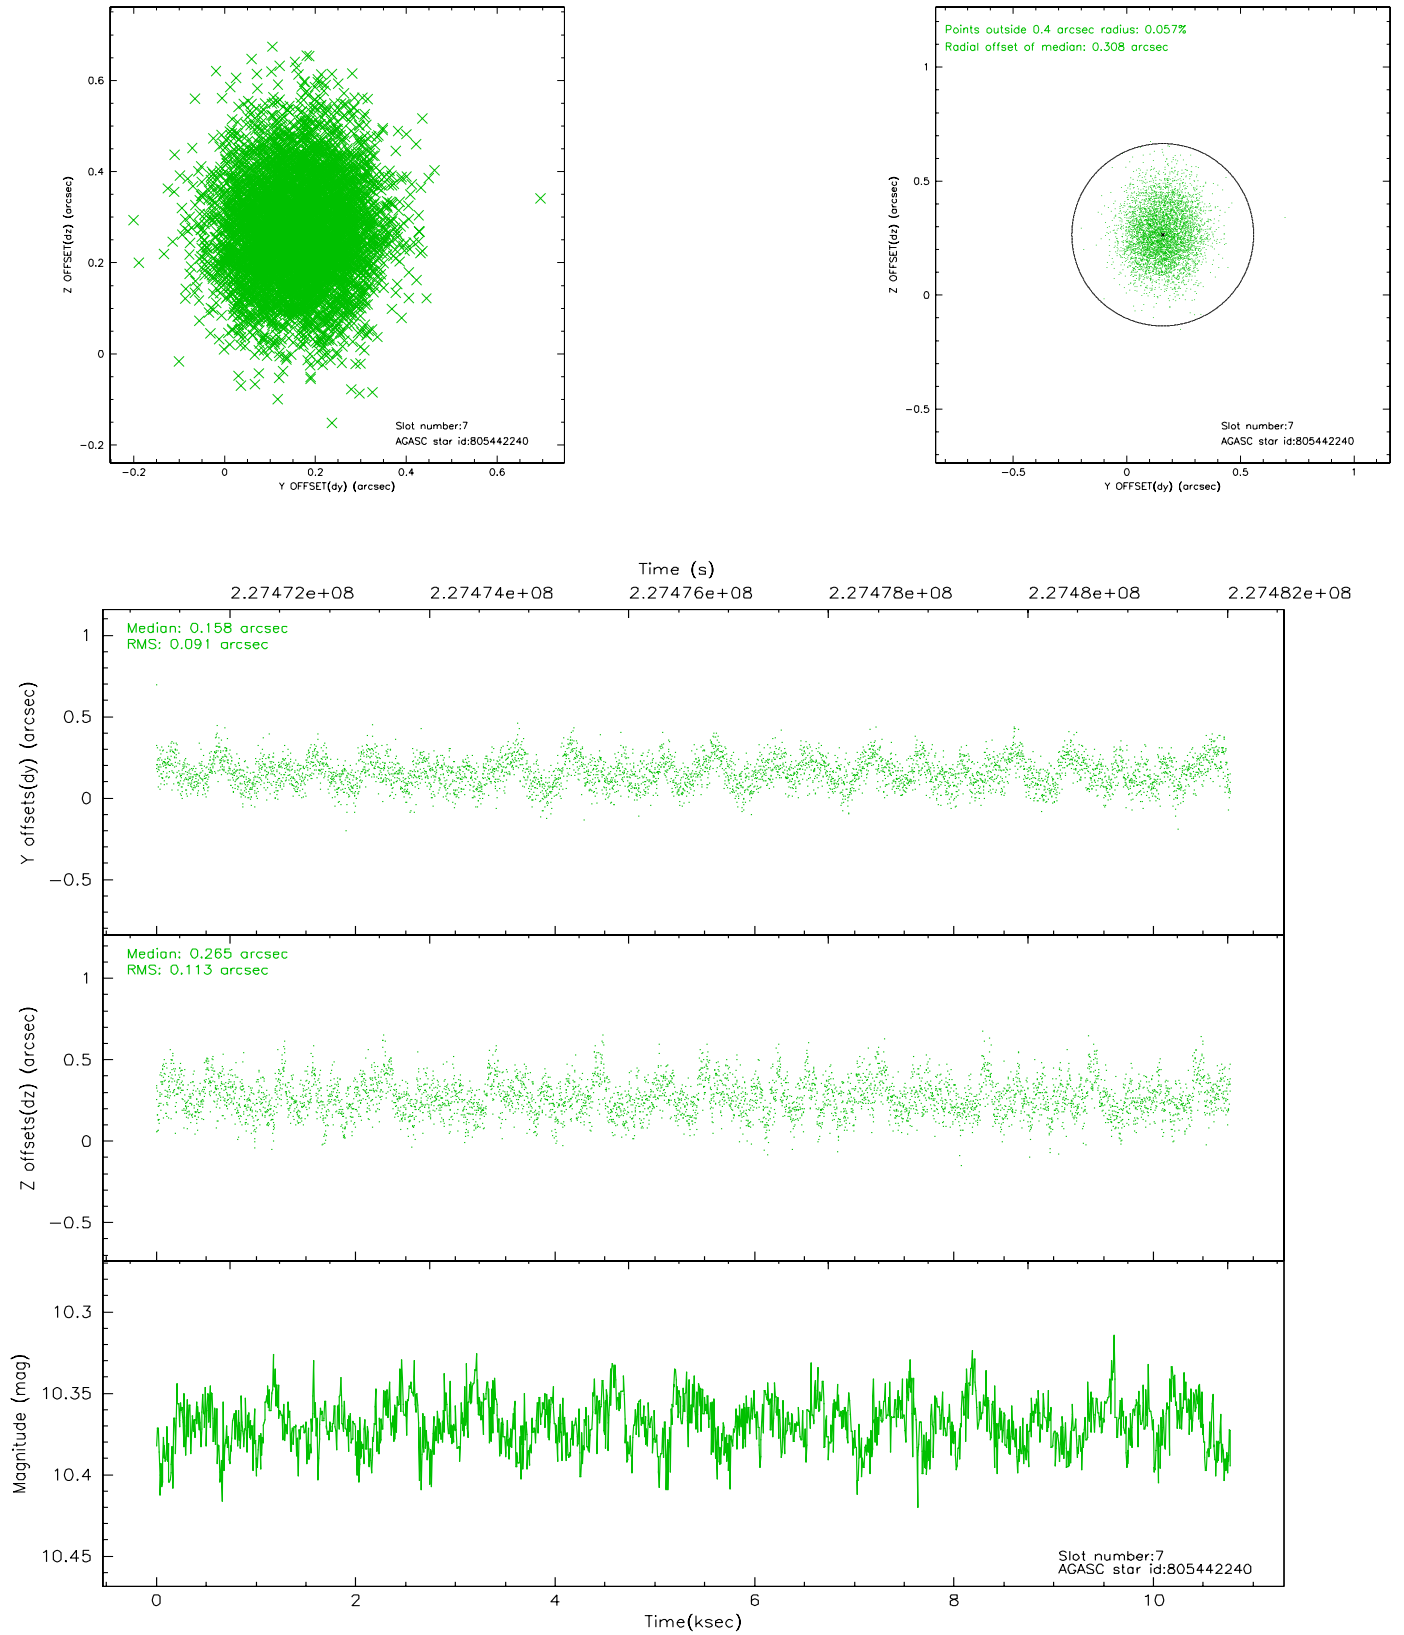 0.6
0.4
0.2
0
−0.2
Z OFFSET(dz) (arcsec)
Slot number:7
AGASC star id:805442240
−0.2 0 0.2 0.4 0.6
Y OFFSET(dy) (arcsec)
Points outside 0.4 arcsec radius: 0.057%
Radial offset of median: 0.308 arcsec
1
0.5
0
−0.5
Z OFFSET(dz) (arcsec)
Slot number:7
AGASC star id:805442240
−0.5 0 0.5 1
Y OFFSET(dy) (arcsec)
Time (s)
2.27472e+08 2.27474e+08 2.27476e+08 2.27478e+08 2.2748e+08 2.27482e+08
Median: 0.158 arcsec
RMS: 0.091 arcsec
1
0.5
0
−0.5
Y offsets(dy) (arcsec)
Median: 0.265 arcsec
RMS: 0.113 arcsec
1
0.5
0
−0.5
Z offsets(dz) (arcsec)
10.3
10.35
10.4
10.45
Magnitude (mag)
Slot number:7
AGASC star id:805442240
0 2 4 6 8 10
Time(ksec)